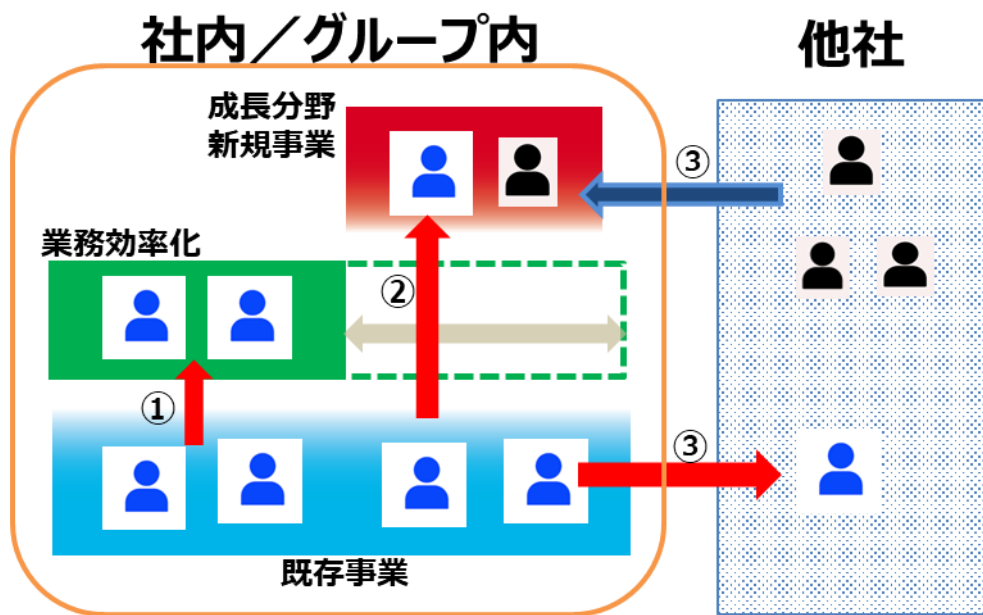 社内／グループ内
他社
成長分野
新規事業
③
業務効率化
②
①
③
既存事業